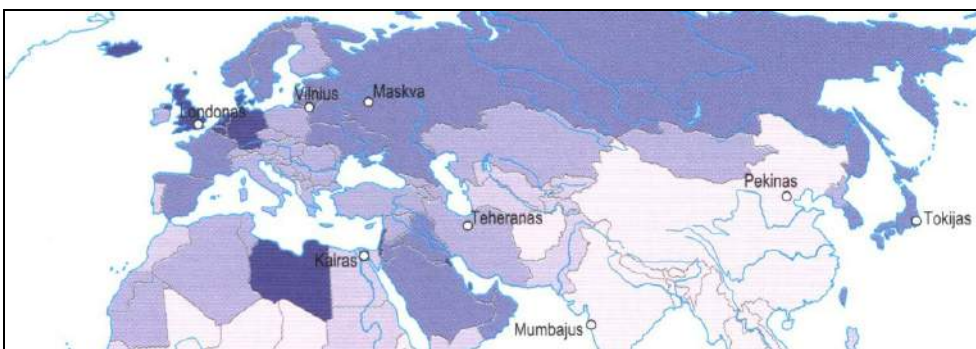 Londonas
Vilnius
Maskva
Pekinas
Teheranas
Tokijas
Kairas
Mumbajus